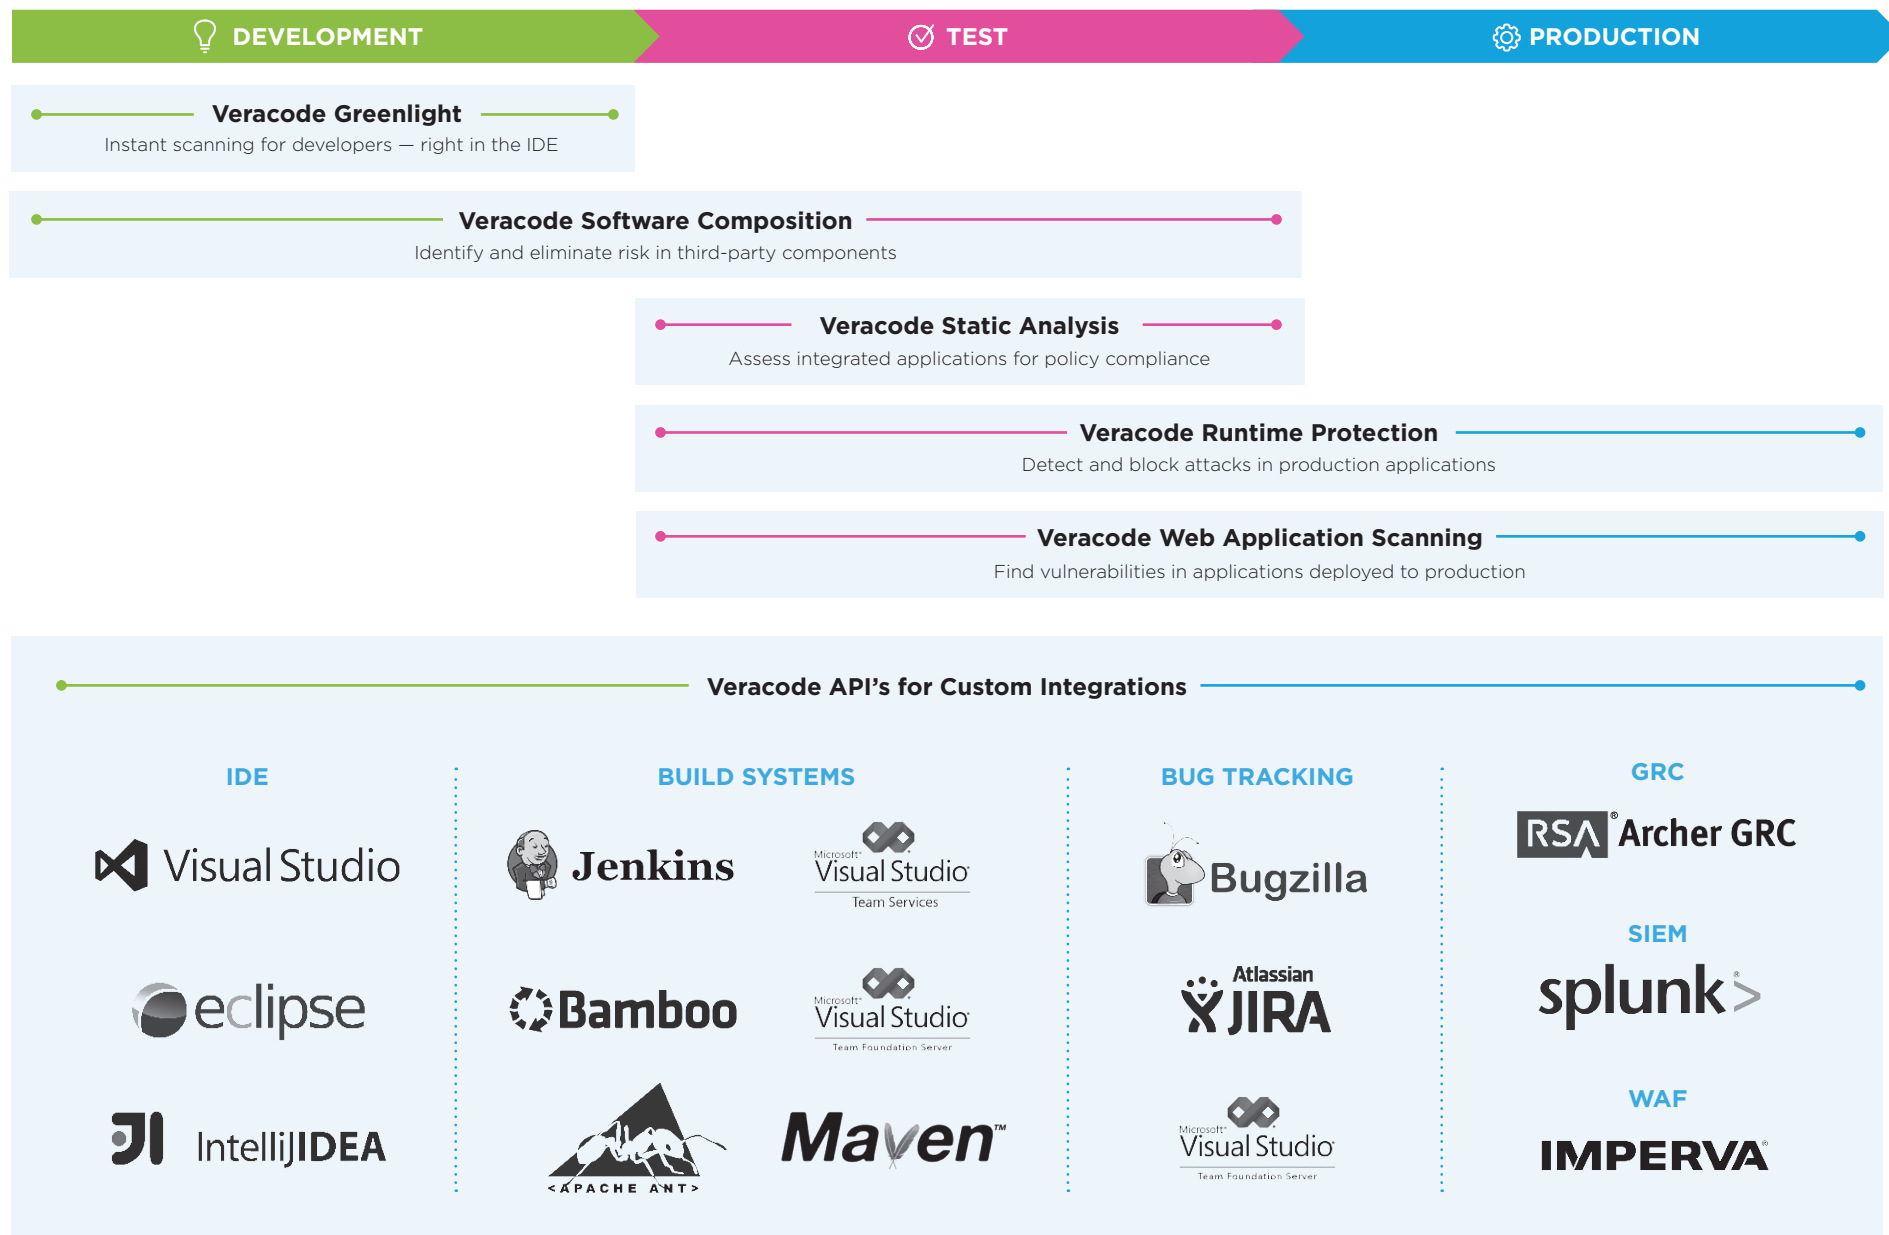 DEVELOPMENT
TEST
PRODUCTION
Veracode Greenlight
Instant scanning for developers — right in the IDE
Veracode Software Composition
Identify and eliminate risk in third-party components
Veracode Static Analysis
Assess integrated applications for policy compliance
Veracode Runtime Protection
Detect and block attacks in production applications
Veracode Web Application Scanning
Find vulnerabilities in applications deployed to production
Veracode API's for Custom Integrations
IDE
Visual Studio
eclipse
IntelliJIDEA
BUILD SYSTEMS
Jenkins
Microsoft®
Visual Studio®
Team Services
Bamboo
Microsoft®
Visual Studio®
Team Foundation Server
<APACHE ANT>
Maven™
BUG TRACKING
Bugzilla
Atlassian
JIRA
Microsoft®
Visual Studio®
Team Foundation Server
GRC
RSA® Archer GRC
SIEM
splunk®>
WAF
IMPERVA®